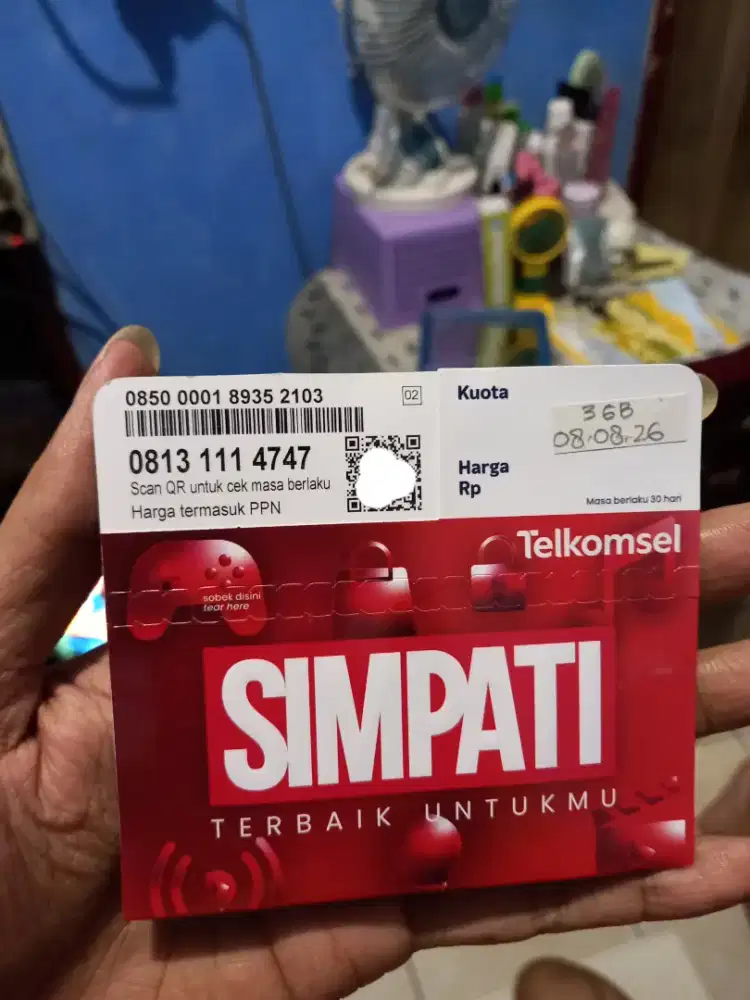 0850 0001 8935 2103
02
0813 111 4747
Scan QR untuk cek masa berlaku
Harga termasuk PPN
Kuota
3GB
08.08.26
Harga
Rp
Masa berlaku 30 hari
Telkomsel
sobek disini
tear here
SIMPATI
TERBAIK UNTUKMU